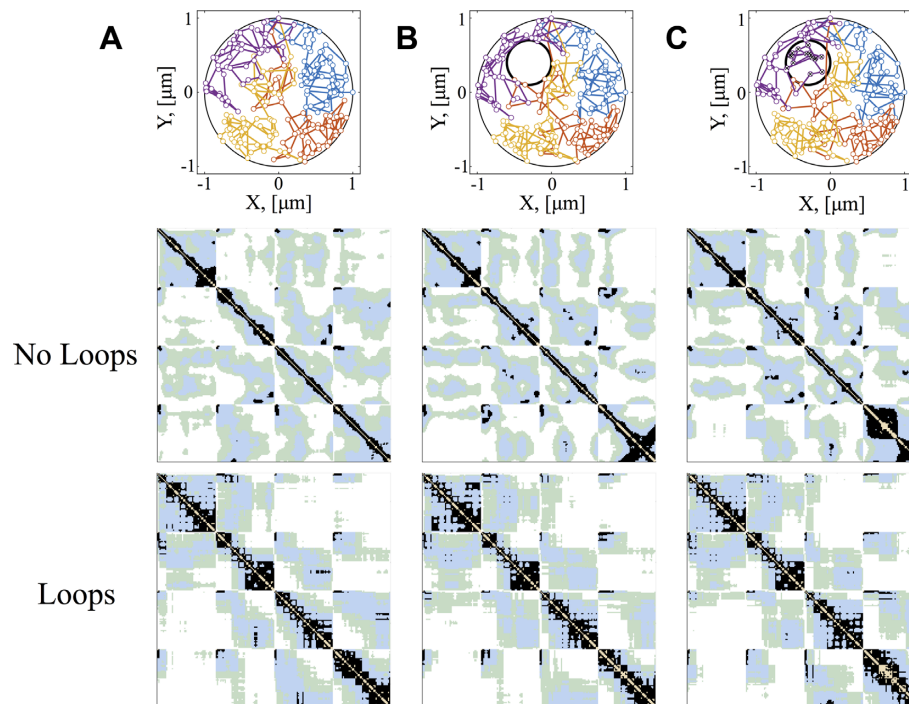 A B C
1 1 1
Y, [μm] Y, [μm] Y, [μm]
0 0 0
-1 -1 -1
-1 0 1 -1 0 1 -1 0 1
X, [μm] X, [μm] X, [μm]
No Loops
Loops